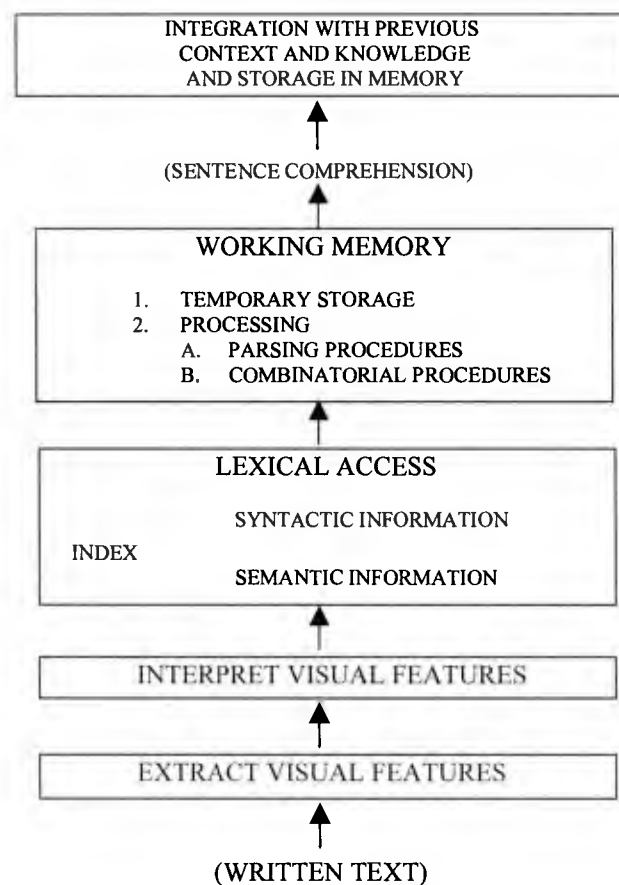 INTEGRATION WITH PREVIOUS
CONTEXT AND KNOWLEDGE
AND STORAGE IN MEMORY
(SENTENCE COMPREHENSION)
WORKING MEMORY
1. TEMPORARY STORAGE
2. PROCESSING
A. PARSING PROCEDURES
B. COMBINATORIAL PROCEDURES
LEXICAL ACCESS
SYNTACTIC INFORMATION
INDEX
SEMANTIC INFORMATION
INTERPRET VISUAL FEATURES
EXTRACT VISUAL FEATURES
(WRITTEN TEXT)